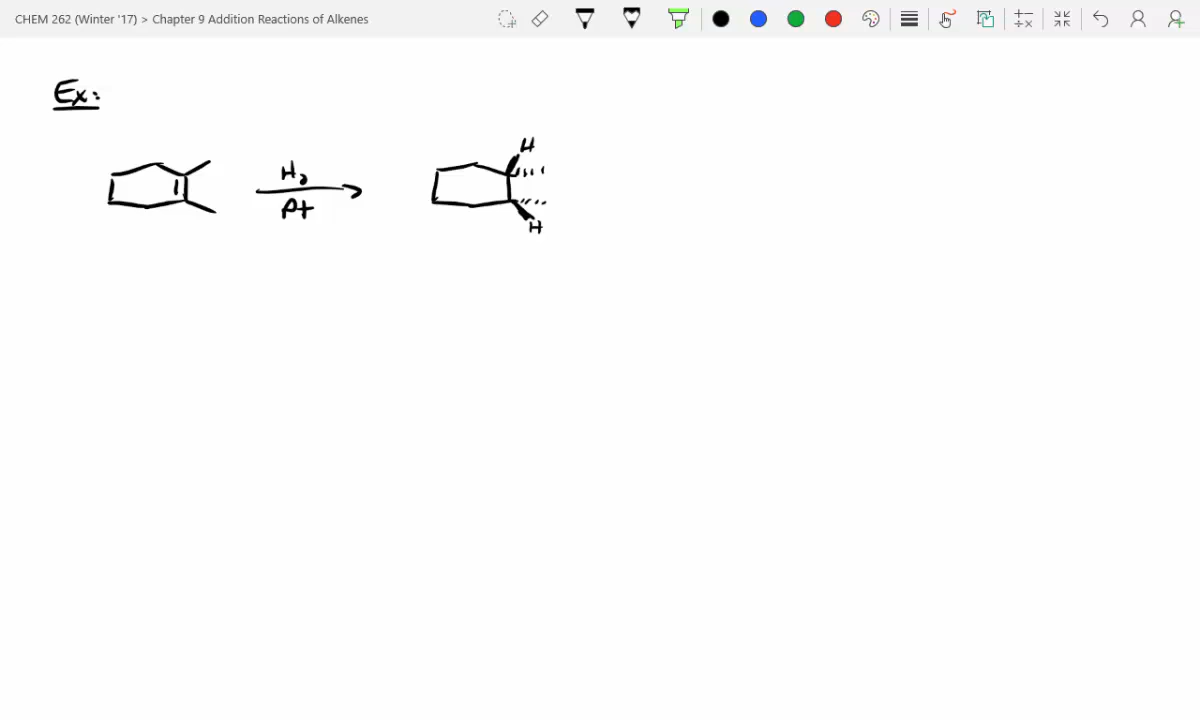 CHEM 262 (Winter '17) > Chapter 9 Addition Reactions of Alkenes
Ex:
H
H₂
Pt
H